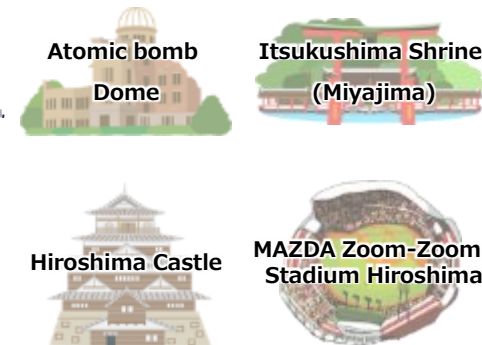 Atomic bomb
Dome
Itsukushima Shrine
(Miyajima)
Hiroshima Castle
MAZDA Zoom-Zoom
Stadium Hiroshima